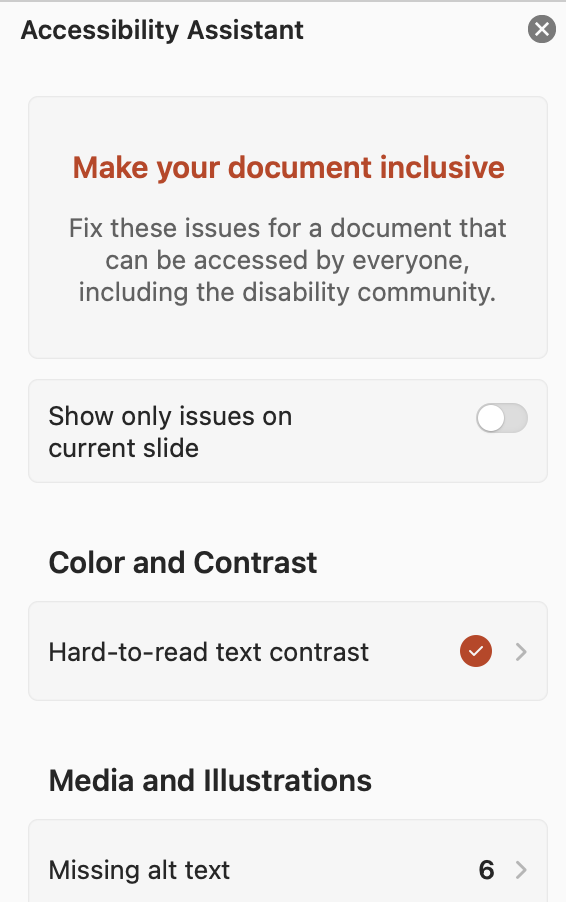 Accessibility Assistant
Make your document inclusive
Fix these issues for a document that
can be accessed by everyone,
including the disability community.
Show only issues on
current slide
Color and Contrast
Hard-to-read text contrast
Media and Illustrations
Missing alt text 6